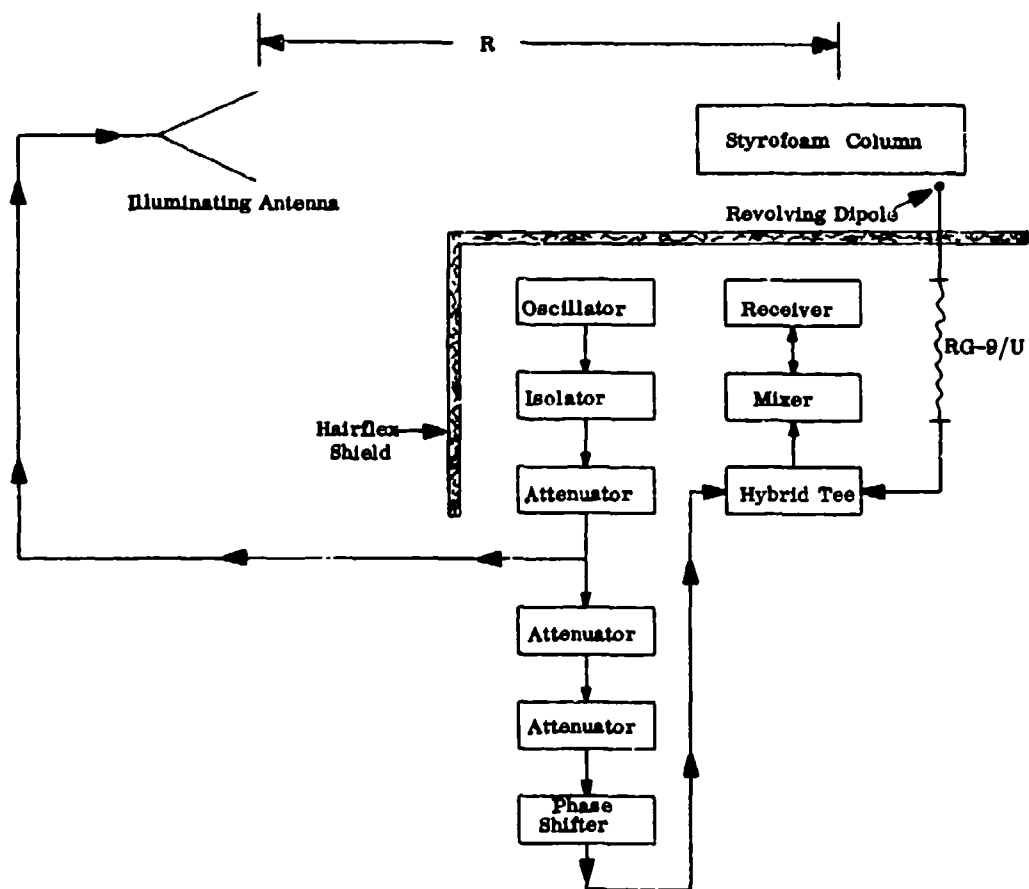 R
Styrofoam Column
Illuminating Antenna
Revolving Dipole
Oscillator
Receiver
RG-9/U
Isolator
Mixer
Hairflex
Shield
Attenuator
Hybrid Tee
Attenuator
Attenuator
Phase
Shifter